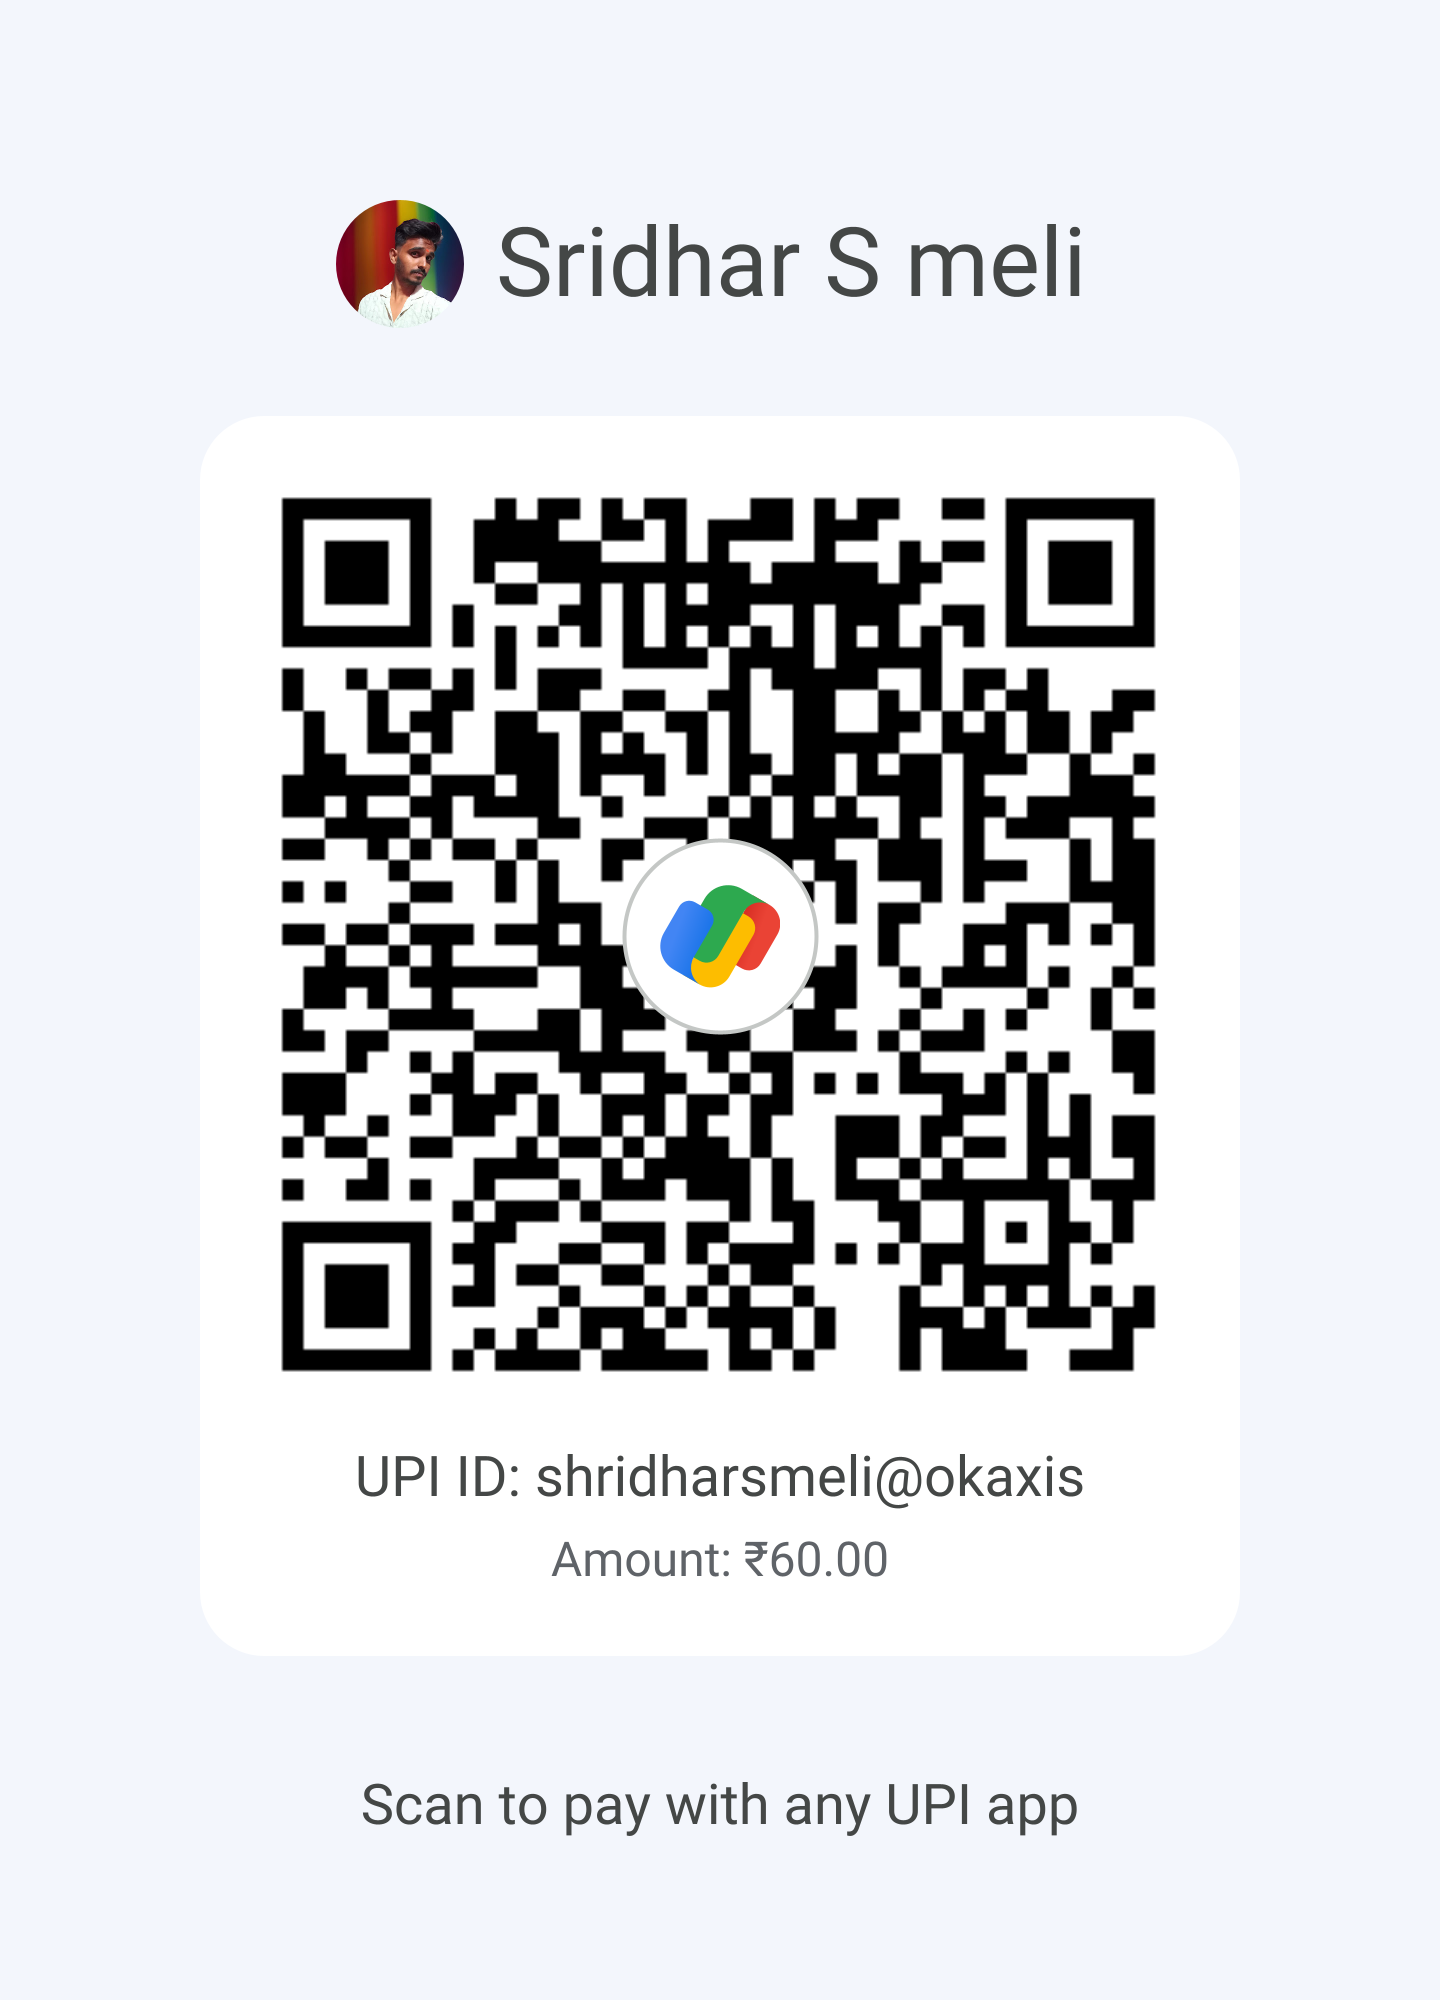 Sridhar S meli
UPI ID: shridharsmeli@okaxis
Amount: ₹60.00
Scan to pay with any UPI app